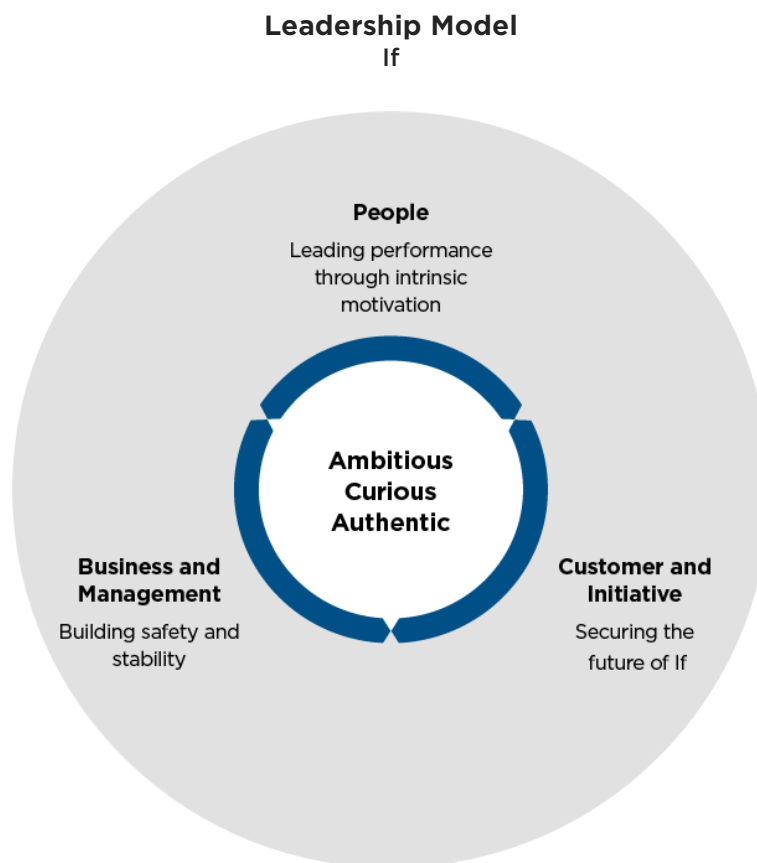 Leadership Model
If
People
Leading performance
through intrinsic
motivation
Ambitious
Curious
Authentic
Business and
Management
Building safety and
stability
Customer and
Initiative
Securing the
future of If